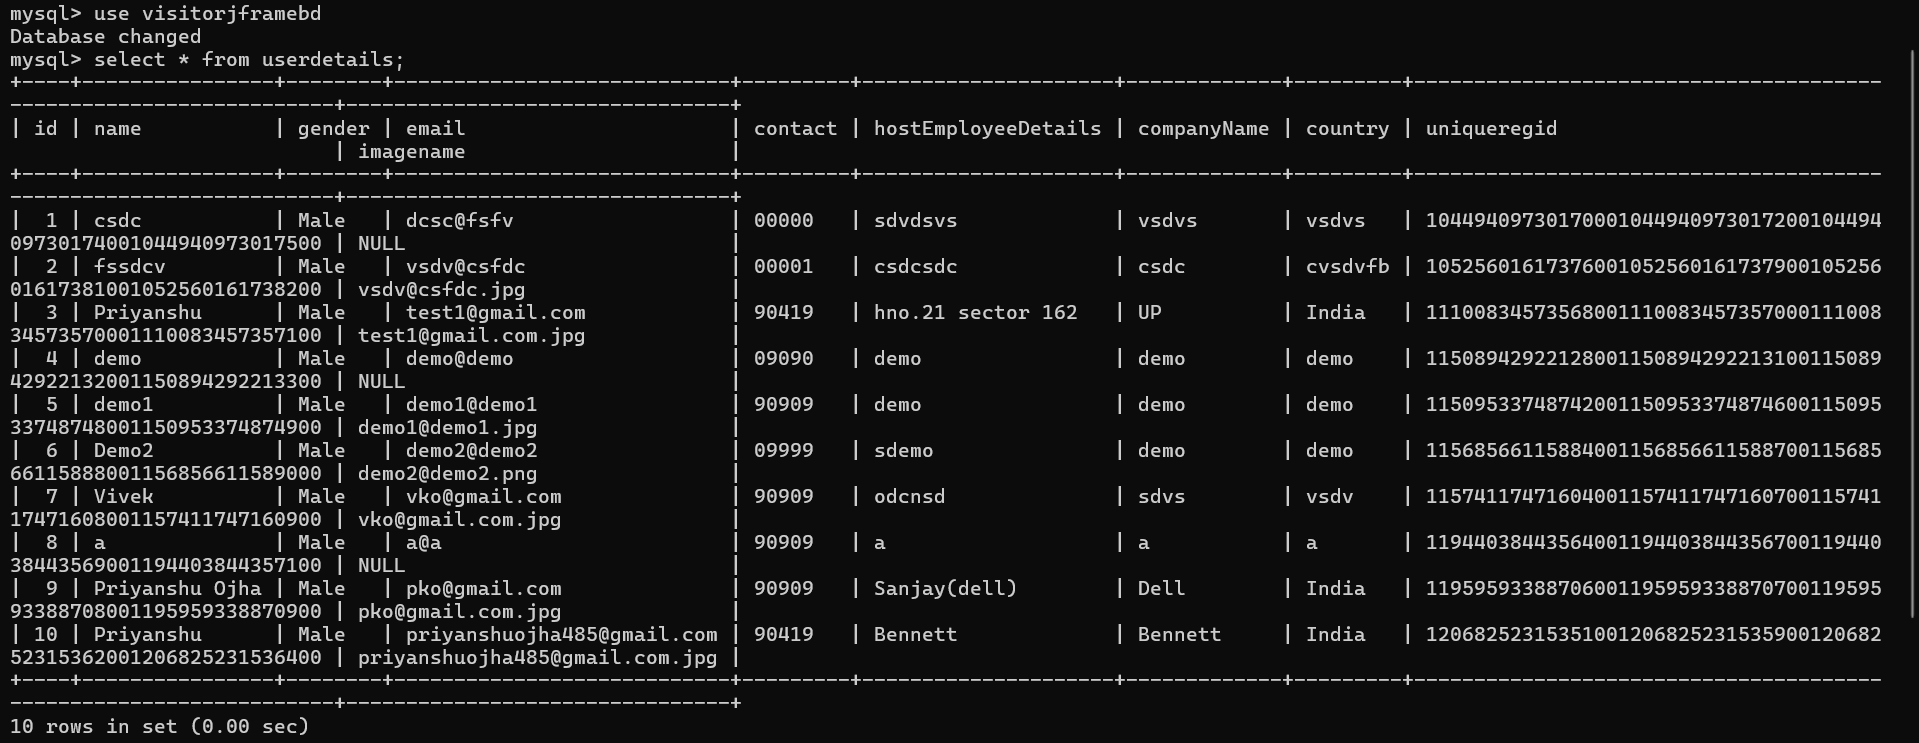 mysql> use visitorjframebd
Database changed
mysql> select * from userdetails;
+----+----------------+--------+----------------------------+---------+---------------------+-------------+---------+---------------------------------------
---------------------------+--------------------------------+
| id | name           | gender | email                      | contact | hostEmployeeDetails | companyName | country | uniqueregid
                           | imagename                      |
+----+----------------+--------+----------------------------+---------+---------------------+-------------+---------+---------------------------------------
---------------------------+--------------------------------+
|  1 | csdc           | Male   | dcsc@fsfv                  | 00000   | sdvdsvs             | vsdvs       | vsdvs   | 104494097301700010449409730172001044​94
09730174001044940973017500 | NULL                           |
|  2 | fssdcv         | Male   | vsdv@csfdc                 | 00001   | csdcsdc             | csdc        | cvsdvfb | 10525601617376001052560161737900105256
01617381001052560161738200 | vsdv@csfdc.jpg                 |
|  3 | Priyanshu      | Male   | test1@gmail.com            | 90419   | hno.21 sector 162   | UP          | India   | 11100834573568001110083457357000111008
34573570001110083457357100 | test1@gmail.com.jpg            |
|  4 | demo           | Male   | demo@demo                  | 09090   | demo                | demo        | demo    | 11508942922128001150894292213100115089
42922132001150894292213300 | NULL                           |
|  5 | demo1          | Male   | demo1@demo1                | 90909   | demo                | demo        | demo    | 11509533748742001150953374874600115095
33748748001150953374874900 | demo1@demo1.jpg                |
|  6 | Demo2          | Male   | demo2@demo2                | 09999   | sdemo               | demo        | demo    | 11568566115884001156856611588700115685
66115888001156856611589000 | demo2@demo2.png                |
|  7 | Vivek          | Male   | vko@gmail.com              | 90909   | odcnsd              | sdvs        | vsdv    | 11574117471604001157411747160700115741
17471608001157411747160900 | vko@gmail.com.jpg              |
|  8 | a              | Male   | a@a                        | 90909   | a                   | a           | a       | 11944038443564001194403844356700119440
38443569001194403844357100 | NULL                           |
|  9 | Priyanshu Ojha | Male   | pko@gmail.com              | 90909   | Sanjay(dell)        | Dell        | India   | 11959593388706001195959338870700119595
93388708001195959338870900 | pko@gmail.com.jpg              |
| 10 | Priyanshu      | Male   | priyanshuojha485@gmail.com | 90419   | Bennett             | Bennett     | India   | 12068252315351001206825231535900120682
52315362001206825231536400 | priyanshuojha485@gmail.com.jpg |
+----+----------------+--------+----------------------------+---------+---------------------+-------------+---------+---------------------------------------
---------------------------+--------------------------------+
10 rows in set (0.00 sec)